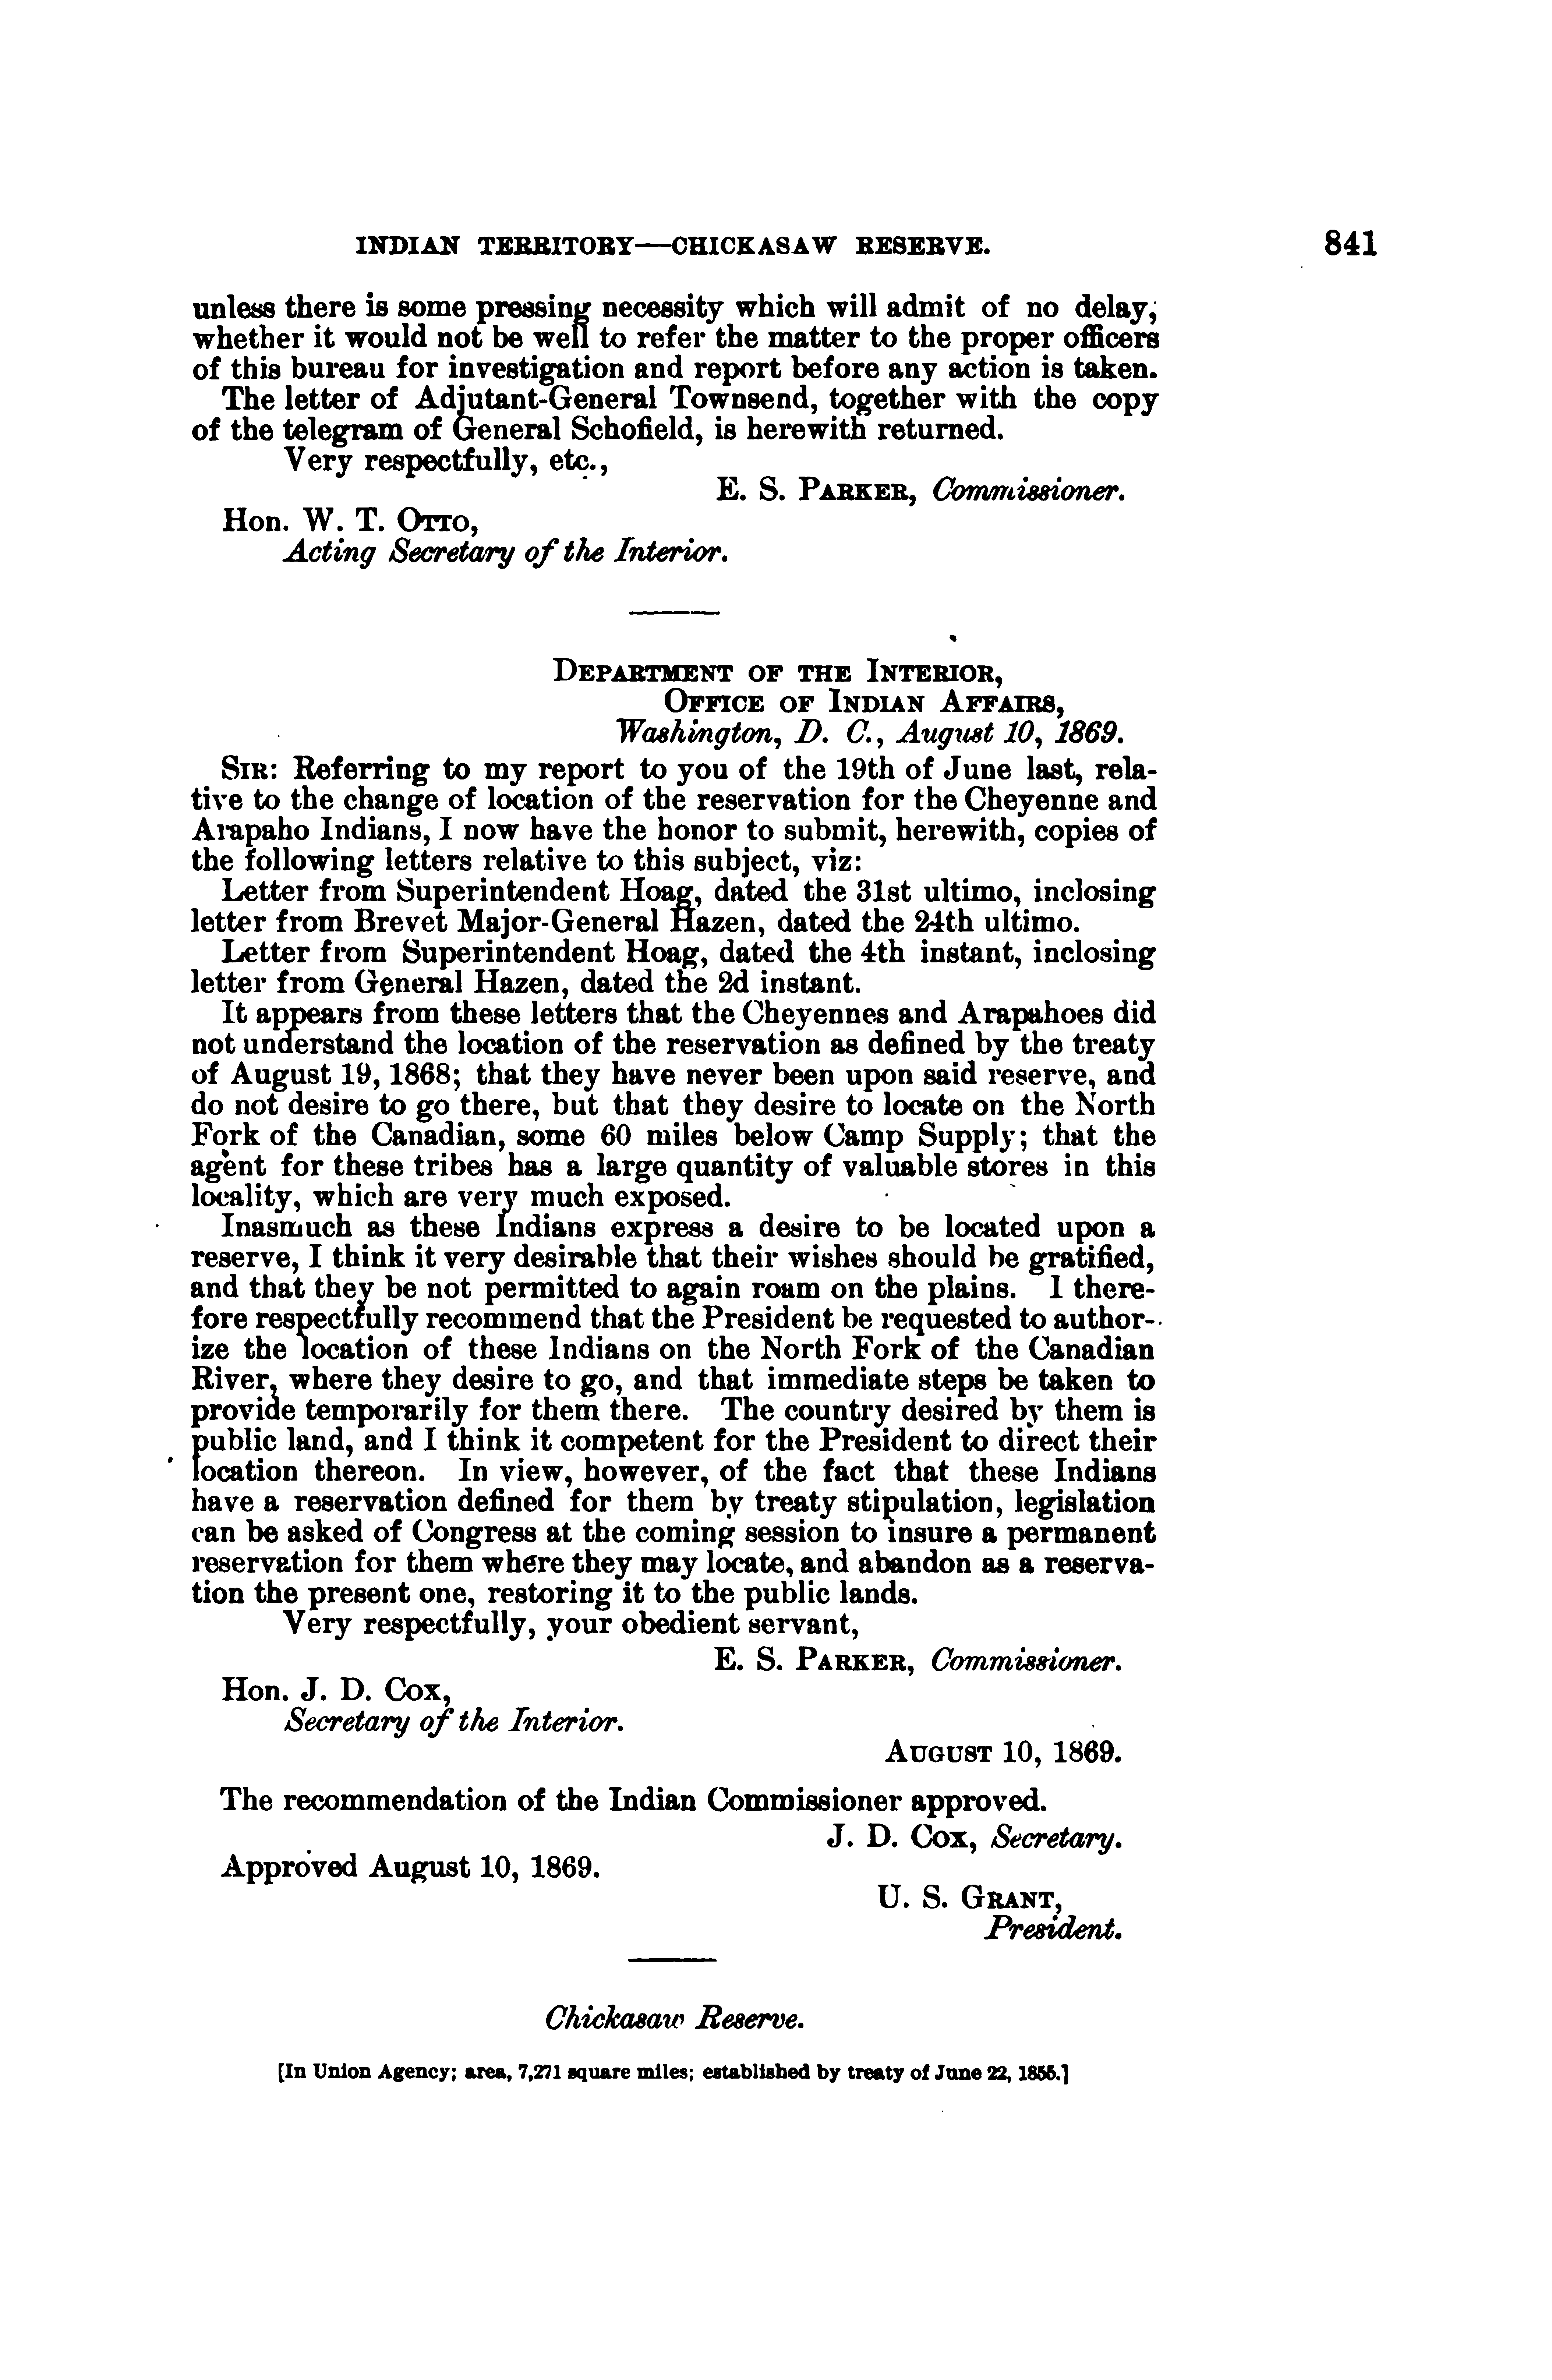 INDIAN TERRITORY—CHICKASAW RESERVE. 841
unless there is some pressing necessity which will admit of no delay,
whether it would not be well to refer the matter to the proper officers
of this bureau for investigation and report before any action is taken.
The letter of Adjutant-General Townsend, together with the copy
of the telegram of General Schofield, is herewith returned.
Very respectfully, etc.,
E. S. PARKER, Commissioner.
Hon. W. T. OTTO,
Acting Secretary of the Interior.
DEPARTMENT OF THE INTERIOR,
OFFICE OF INDIAN AFFAIRS,
Washington, D. C., August 10, 1869.
SIR: Referring to my report to you of the 19th of June last, rela-
tive to the change of location of the reservation for the Cheyenne and
Arapaho Indians, I now have the honor to submit, herewith, copies of
the following letters relative to this subject, viz:
Letter from Superintendent Hoag, dated the 31st ultimo, inclosing
letter from Brevet Major-General Hazen, dated the 24th ultimo.
Letter from Superintendent Hoag, dated the 4th instant, inclosing
letter from General Hazen, dated the 2d instant.
It appears from these letters that the Cheyennes and Arapahoes did
not understand the location of the reservation as defined by the treaty
of August 19, 1868; that they have never been upon said reserve, and
do not desire to go there, but that they desire to locate on the North
Fork of the Canadian, some 60 miles below Camp Supply; that the
agent for these tribes has a large quantity of valuable stores in this
locality, which are very much exposed.
Inasmuch as these Indians express a desire to be located upon a
reserve, I think it very desirable that their wishes should be gratified,
and that they be not permitted to again roam on the plains. I there-
fore respectfully recommend that the President be requested to author-
ize the location of these Indians on the North Fork of the Canadian
River, where they desire to go, and that immediate steps be taken to
provide temporarily for them there. The country desired by them is
public land, and I think it competent for the President to direct their
location thereon. In view, however, of the fact that these Indians
have a reservation defined for them by treaty stipulation, legislation
can be asked of Congress at the coming session to insure a permanent
reservation for them where they may locate, and abandon as a reserva-
tion the present one, restoring it to the public lands.
Very respectfully, your obedient servant,
E. S. PARKER, Commissioner.
Hon. J. D. COX,
Secretary of the Interior.
AUGUST 10, 1869.
The recommendation of the Indian Commissioner approved.
J. D. COX, Secretary.
Approved August 10, 1869.
U. S. GRANT,
President.
Chickasaw Reserve.
[In Union Agency; area, 7,271 square miles; established by treaty of June 22, 1855.]